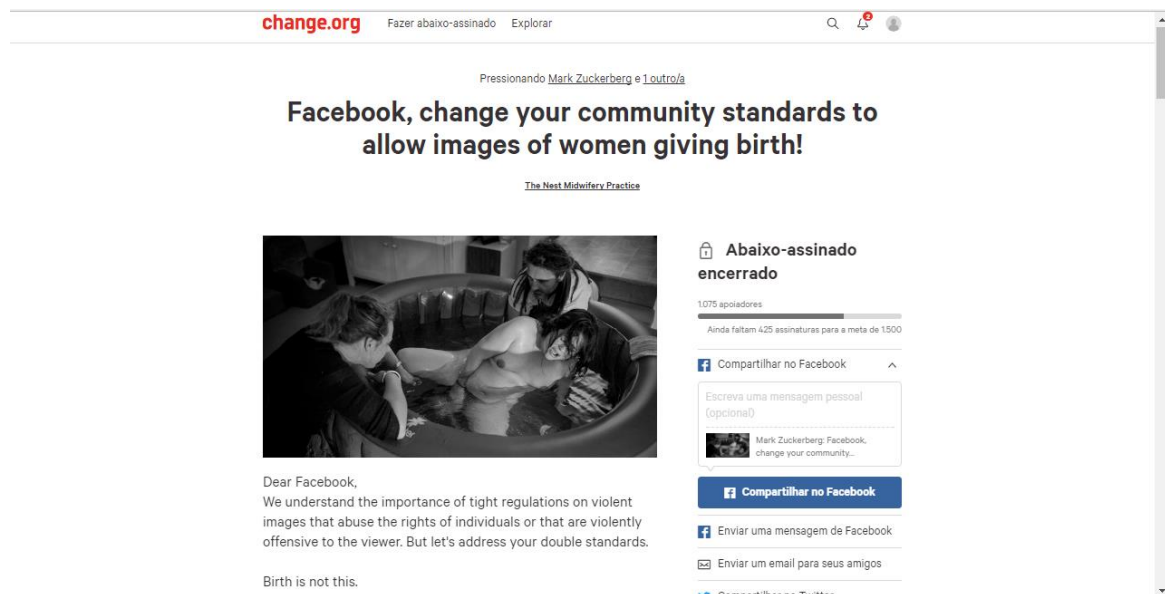 change.org Fazer abaixo-assinado Explorar 2
Pressionando Mark Zuckerberg e 1 outro/a
Facebook, change your community standards to
allow images of women giving birth!
The Nest Midwifery Practice
Abaixo-assinado
encerrado
1.075 apoiadores
Ainda faltam 425 assinaturas para a meta de 1.500
Compartilhar no Facebook
Escreva uma mensagem pessoal
(opcional)
Mark Zuckerberg: Facebook,
change your community...
Compartilhar no Facebook
Enviar uma mensagem de Facebook
Enviar um email para seus amigos
Compartilhar no Twitter
Dear Facebook,
We understand the importance of tight regulations on violent
images that abuse the rights of individuals or that are violently
offensive to the viewer. But let's address your double standards.
Birth is not this.